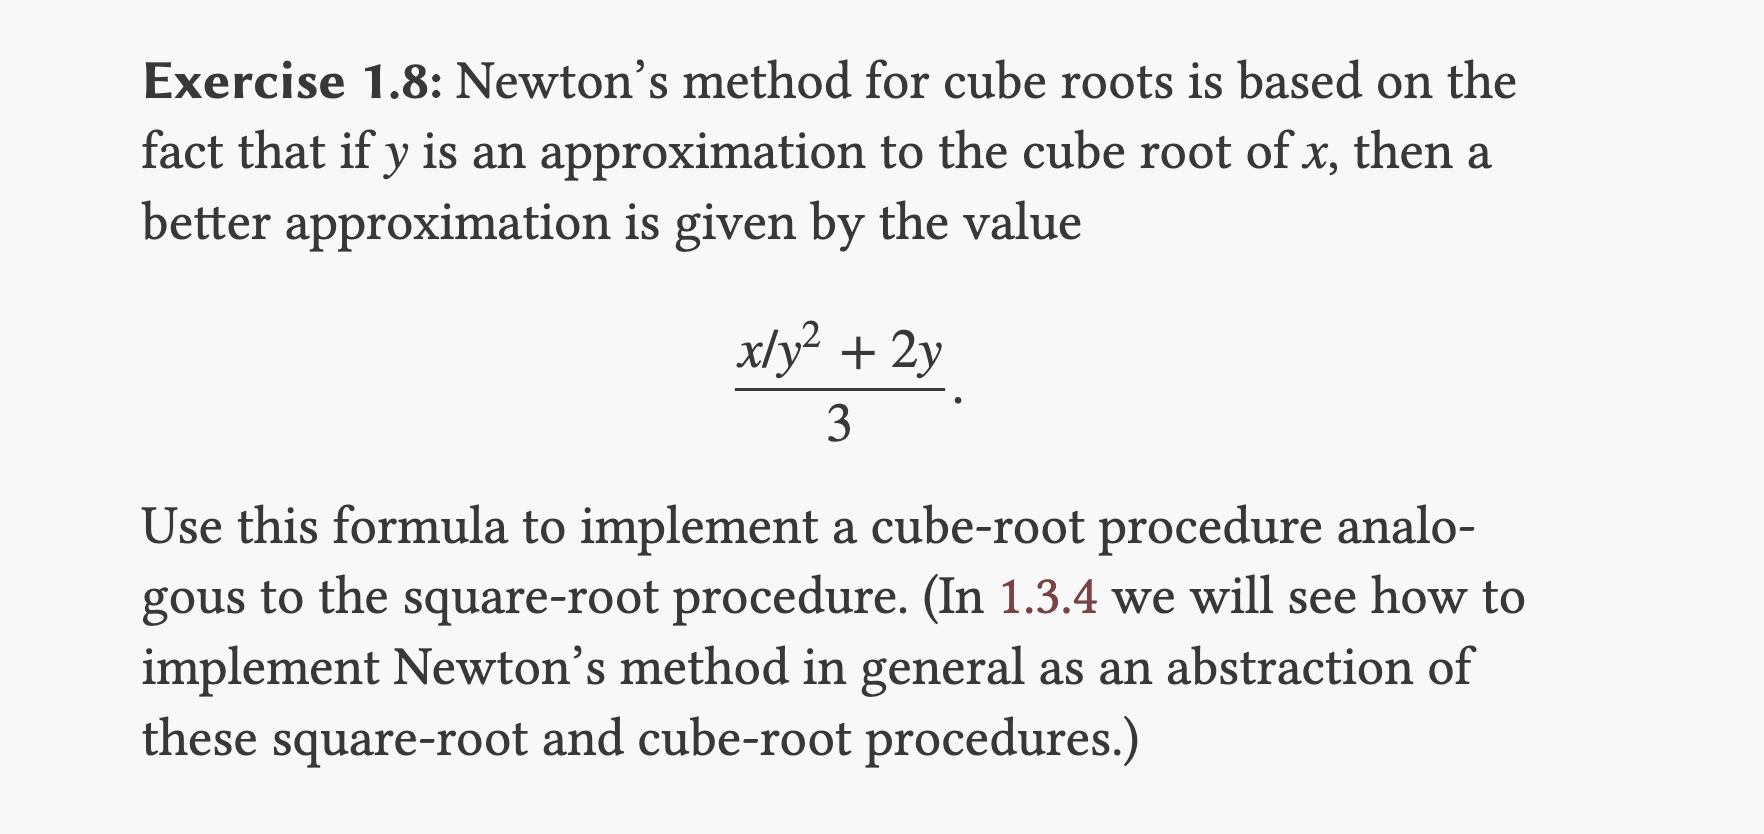 Exercise 1.8: Newton’s method for cube roots is based on the
fact that if y is an approximation to the cube root of x, then a
better approximation is given by the value
x/y² + 2y
3
.
Use this formula to implement a cube-root procedure analo-
gous to the square-root procedure. (In 1.3.4 we will see how to
implement Newton’s method in general as an abstraction of
these square-root and cube-root procedures.)